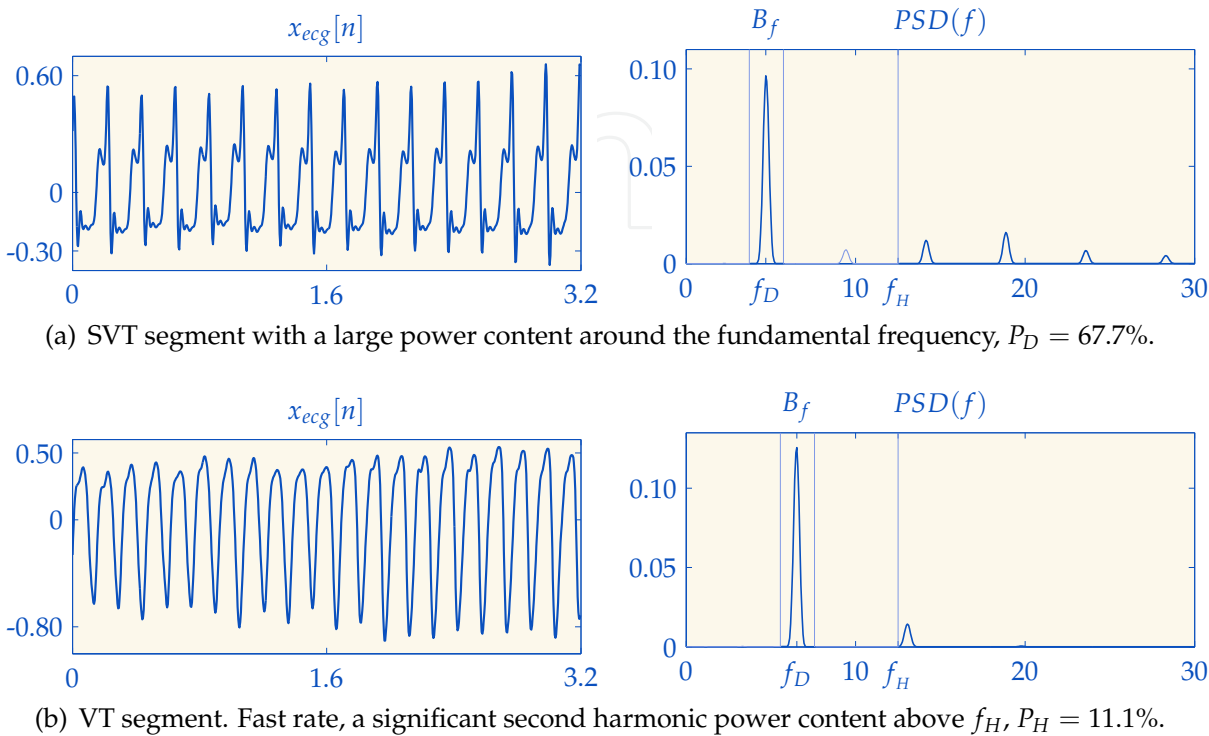 x_ecg[n]
B_f
PSD(f)
0.60
0
-0.30
0
1.6
3.2
0.10
0.05
0
0
f_D
10
f_H
20
30
(a) SVT segment with a large power content around the fundamental frequency, P_D = 67.7%.
x_ecg[n]
B_f
PSD(f)
0.50
0
-0.80
0
1.6
3.2
0.10
0.05
0
0
f_D
10
f_H
20
30
(b) VT segment. Fast rate, a significant second harmonic power content above f_H, P_H = 11.1%.